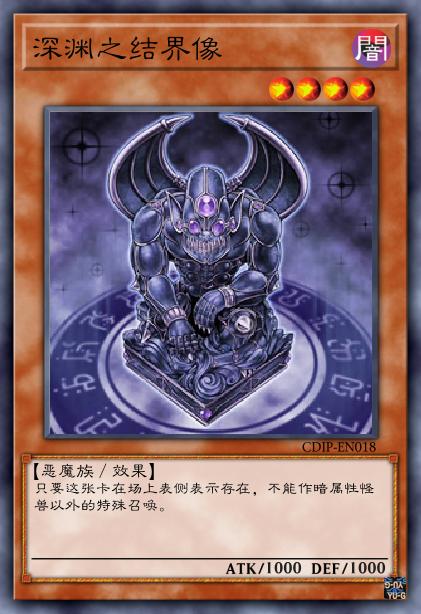 深渊之结界像
闇
CDIP-EN018
【恶魔族／效果】
只要这张卡在场上表侧表示存在，不能作暗属性怪
兽以外的特殊召唤。
ATK/1000 DEF/1000